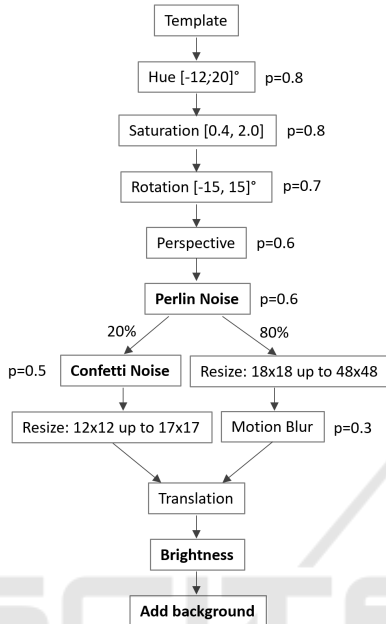 Template
Hue [-12;20]° p=0.8
Saturation [0.4, 2.0] p=0.8
Rotation [-15, 15]° p=0.7
Perspective p=0.6
Perlin Noise p=0.6
20% 80%
p=0.5 Confetti Noise Resize: 18x18 up to 48x48
Resize: 12x12 up to 17x17 Motion Blur p=0.3
Translation
Brightness
Add background